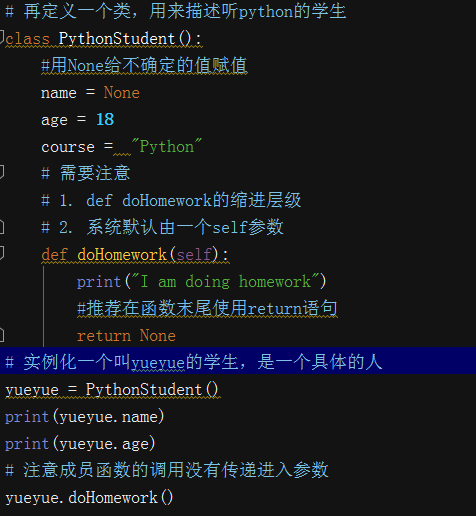 # 再定义一个类，用来描述听python的学生
class PythonStudent():
    #用None给不确定的值赋值
    name = None
    age = 18
    course =  "Python"
    # 需要注意
    # 1. def doHomework的缩进层级
    # 2. 系统默认由一个self参数
    def doHomework(self):
        print("I am doing homework")
        #推荐在函数末尾使用return语句
        return None
# 实例化一个叫yueyue的学生，是一个具体的人
yueyue = PythonStudent()
print(yueyue.name)
print(yueyue.age)
# 注意成员函数的调用没有传递进入参数
yueyue.doHomework()